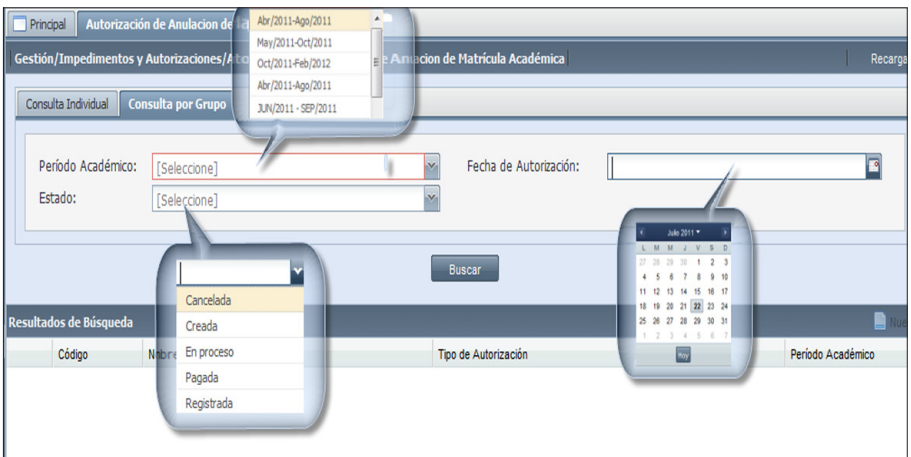 Principal
Autorización de Anulacion de la
Abr/2011-Ago/2011
May/2011-Oct/2011
Oct/2011-Feb/2012
Abr/2011-Ago/2011
JUN/2011 - SEP/2011
Gestión/Impedimentos y Autorizaciones/
de Matrícula Académica
Recarga
Consulta Individual
Consulta por Grupo
Período Académico:
[Seleccione]
Fecha de Autorización:
Estado:
[Seleccione]
Buscar
Cancelada
Creada
En proceso
Pagada
Registrada
Julio 2011
L M M J V S D
27 28 29 30 1 2 3
4 5 6 7 8 9 10
11 12 13 14 15 16 17
18 19 20 21 22 23 24
25 26 27 28 29 30 31
1 2 3 4 5 6 7
Hoy
Resultados de Búsqueda
Nue
Código
Tipo de Autorización
Período Académico